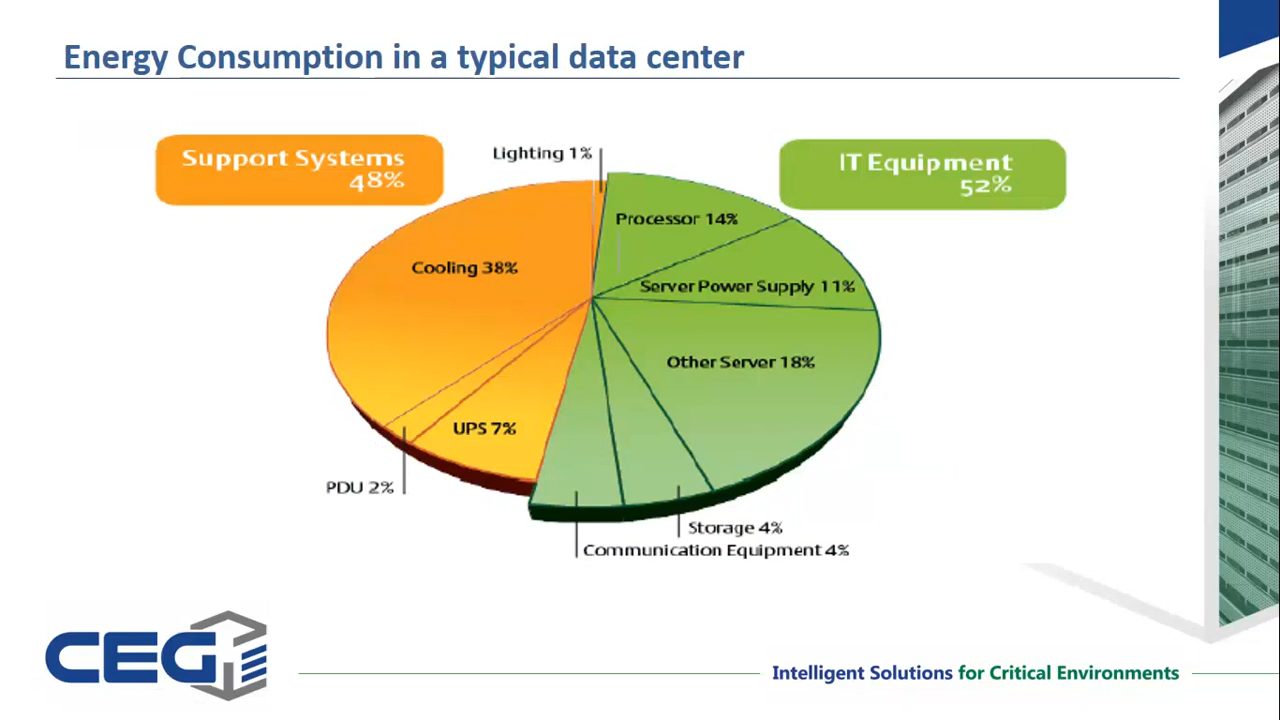 Energy Consumption in a typical data center
Support Systems
48%
Lighting 1%
IT Equipment
52%
Processor 14%
Cooling 38%
Server Power Supply 11%
Other Server 18%
UPS 7%
PDU 2%
Storage 4%
Communication Equipment 4%
CEG
Intelligent Solutions for Critical Environments